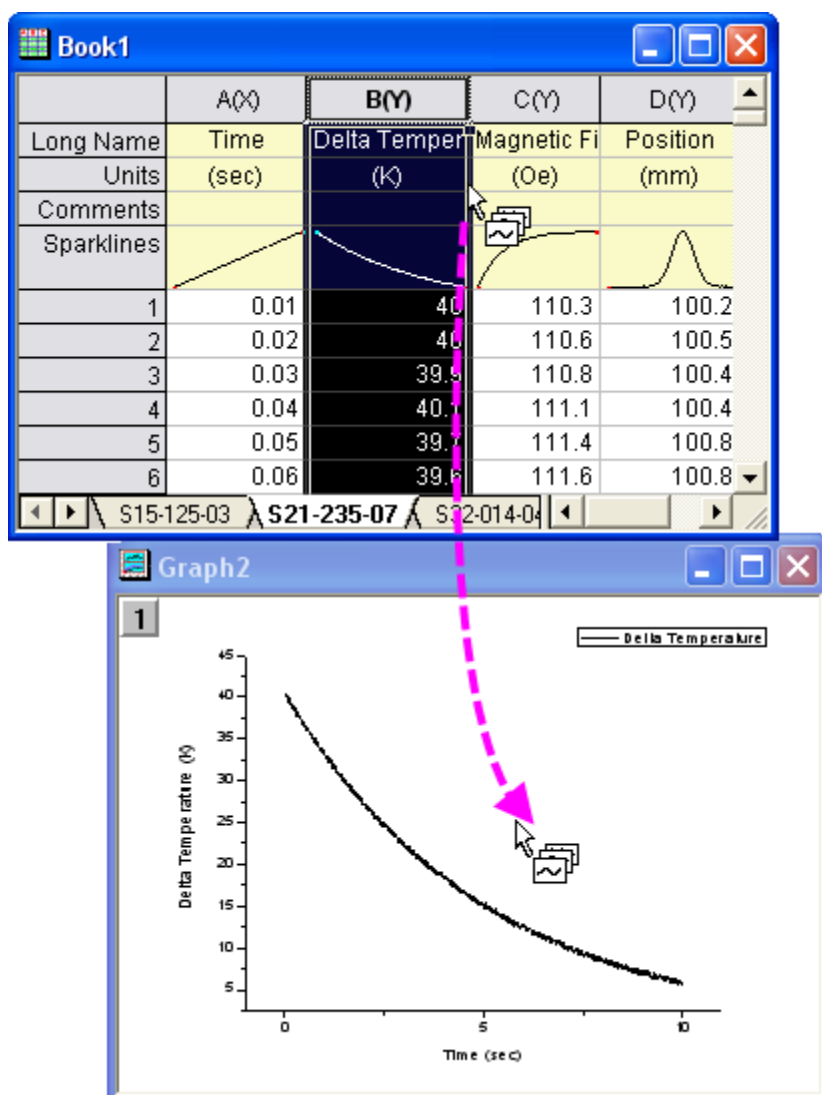 Book1
A(X) B(Y) C(Y) D(Y)
Long Name Time Delta Temper Magnetic Fi Position
Units (sec) (K) (Oe) (mm)
Comments
Sparklines
1 0.01 40 110.3 100.2
2 0.02 40 110.6 100.5
3 0.03 110.8 100.4
4 0.04 111.1 100.4
5 0.05 111.4 100.8
6 0.06 111.6 100.8
S15-125-03 S21-235-07
Graph2
1
Delta Temperature
45
40
35
30
25
20
15
10
5
Delta Temperature (K)
0 5 10
Time (sec)